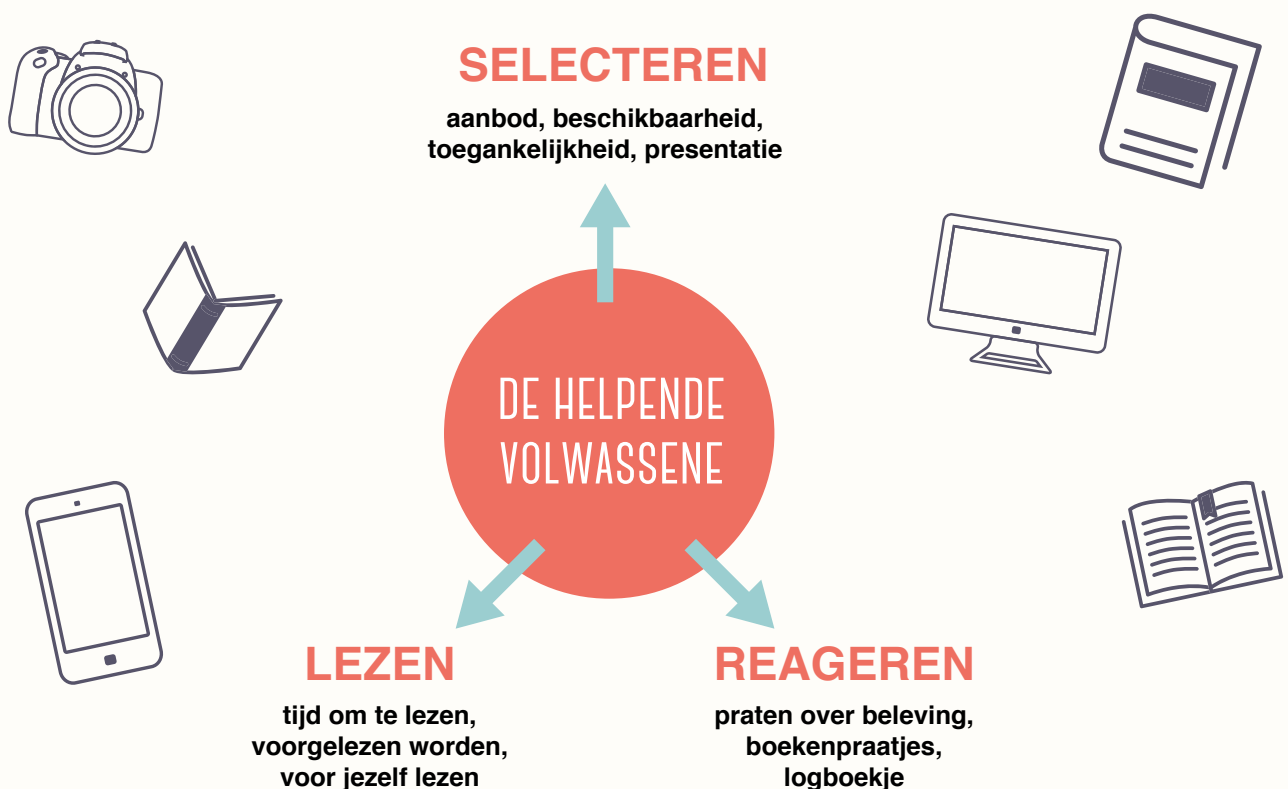 SELECTEREN
aanbod, beschikbaarheid,
toegankelijkheid, presentatie
DE HELPENDE
VOLWASSENE
LEZEN
tijd om te lezen,
voorgelezen worden,
voor jezelf lezen
REAGEREN
praten over beleving,
boekenpraatjes,
logboekje